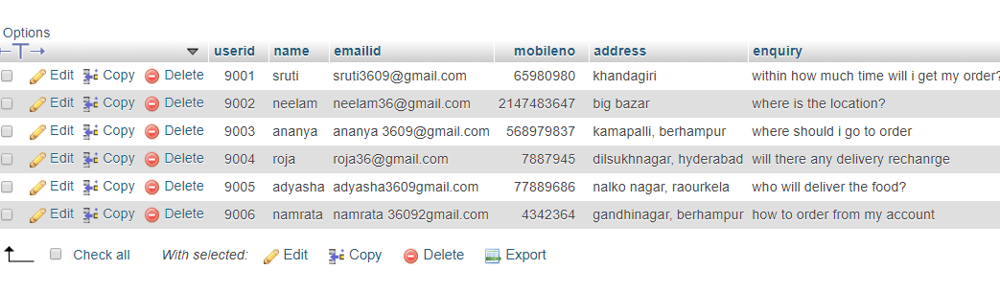 Options
userid name emailid mobileno address enquiry
Edit Copy Delete 9001 sruti sruti3609@gmail.com 65980980 khandagiri within how much time will i get my order?
Edit Copy Delete 9002 neelam neelam36@gmail.com 2147483647 big bazar where is the location?
Edit Copy Delete 9003 ananya ananya 3609@gmail.com 568979837 kamapalli, berhampur where should i go to order
Edit Copy Delete 9004 roja roja36@gmail.com 7887945 dilsukhnagar, hyderabad will there any delivery rechanrge
Edit Copy Delete 9005 adyasha adyasha3609gmail.com 77889686 nalko nagar, raourkela who will deliver the food?
Edit Copy Delete 9006 namrata namrata 36092gmail.com 4342364 gandhinagar, berhampur how to order from my account
Check all With selected: Edit Copy Delete Export